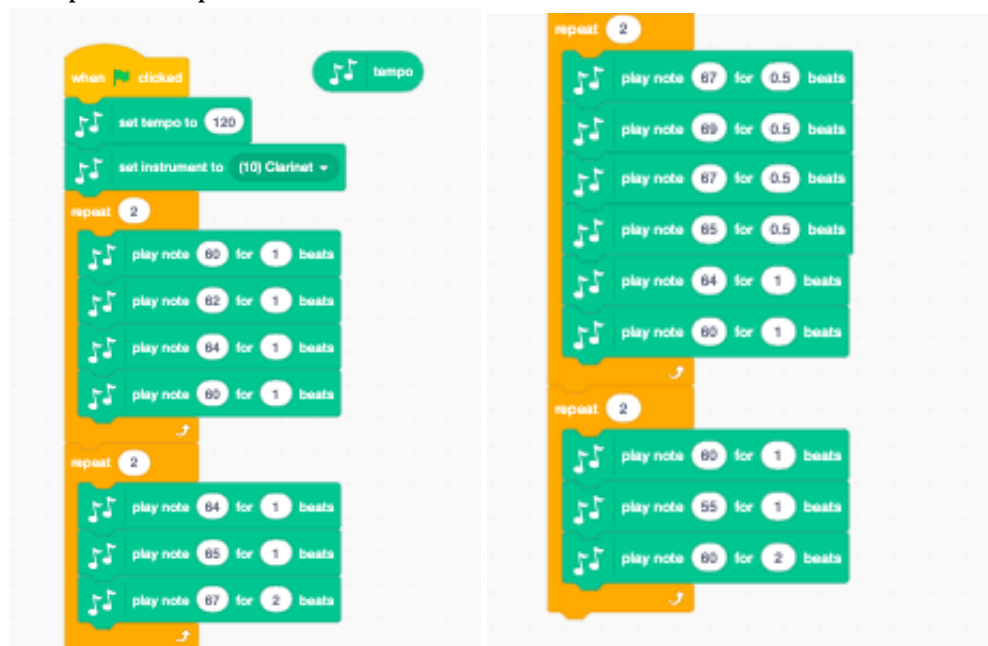 when clicked
tempo
set tempo to 120
set instrument to (10) Clarinet
repeat 2
play note 60 for 1 beats
play note 62 for 1 beats
play note 64 for 1 beats
play note 60 for 1 beats
repeat 2
play note 64 for 1 beats
play note 65 for 1 beats
play note 67 for 2 beats
repeat 2
play note 67 for 0.5 beats
play note 69 for 0.5 beats
play note 67 for 0.5 beats
play note 65 for 0.5 beats
play note 64 for 1 beats
play note 60 for 1 beats
repeat 2
play note 60 for 1 beats
play note 55 for 1 beats
play note 60 for 2 beats